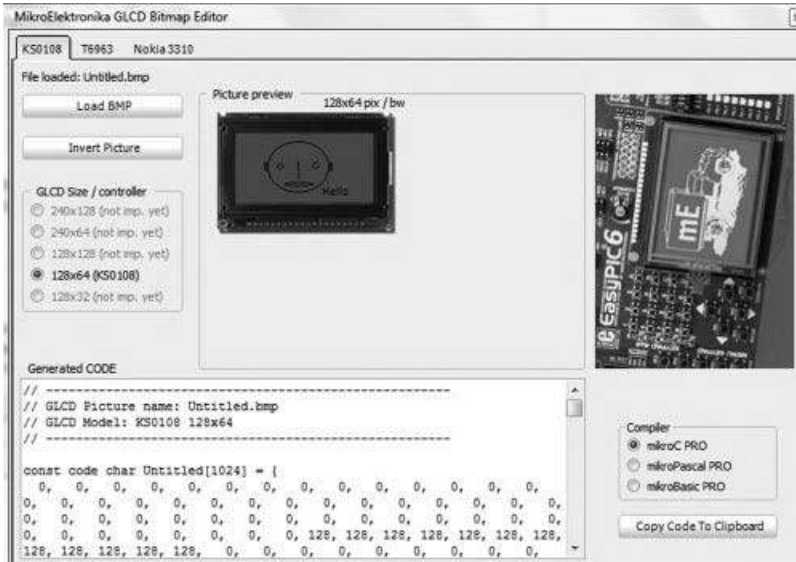 MikroElektronika GLCD Bitmap Editor
KS0108 T6963 Nokia 3310
File loaded: Untitled.bmp
Load BMP
Invert Picture
GLCD Size / controller
240x128 (not imp. yet)
240x64 (not imp. yet)
128x128 (not imp. yet)
128x64 (KS0108)
128x32 (not imp. yet)
Picture preview
128x64 pix / bw
Hello
mE
EasyPIC6
Generated CODE
// ----------------------------------------------------
// GLCD Picture name: Untitled.bmp
// GLCD Model: KS0108 128x64
// ----------------------------------------------------
const code char Untitled[1024] = {
0, 0, 0, 0, 0, 0, 0, 0, 0, 0, 0, 0, 0, 0,
0, 0, 0, 0, 0, 0, 0, 0, 0, 0, 0, 0, 0, 0, 0,
0, 0, 0, 0, 0, 0, 0, 0, 0, 0, 0, 0, 0, 0, 0,
0, 0, 0, 0, 0, 0, 0, 0, 128, 128, 128, 128, 128, 128, 128,
128, 128, 128, 128, 128, 0, 0, 0, 0, 0, 0, 0, 0, 0,
Compiler
mikroC PRO
mikroPascal PRO
mikroBasic PRO
Copy Code To Clipboard